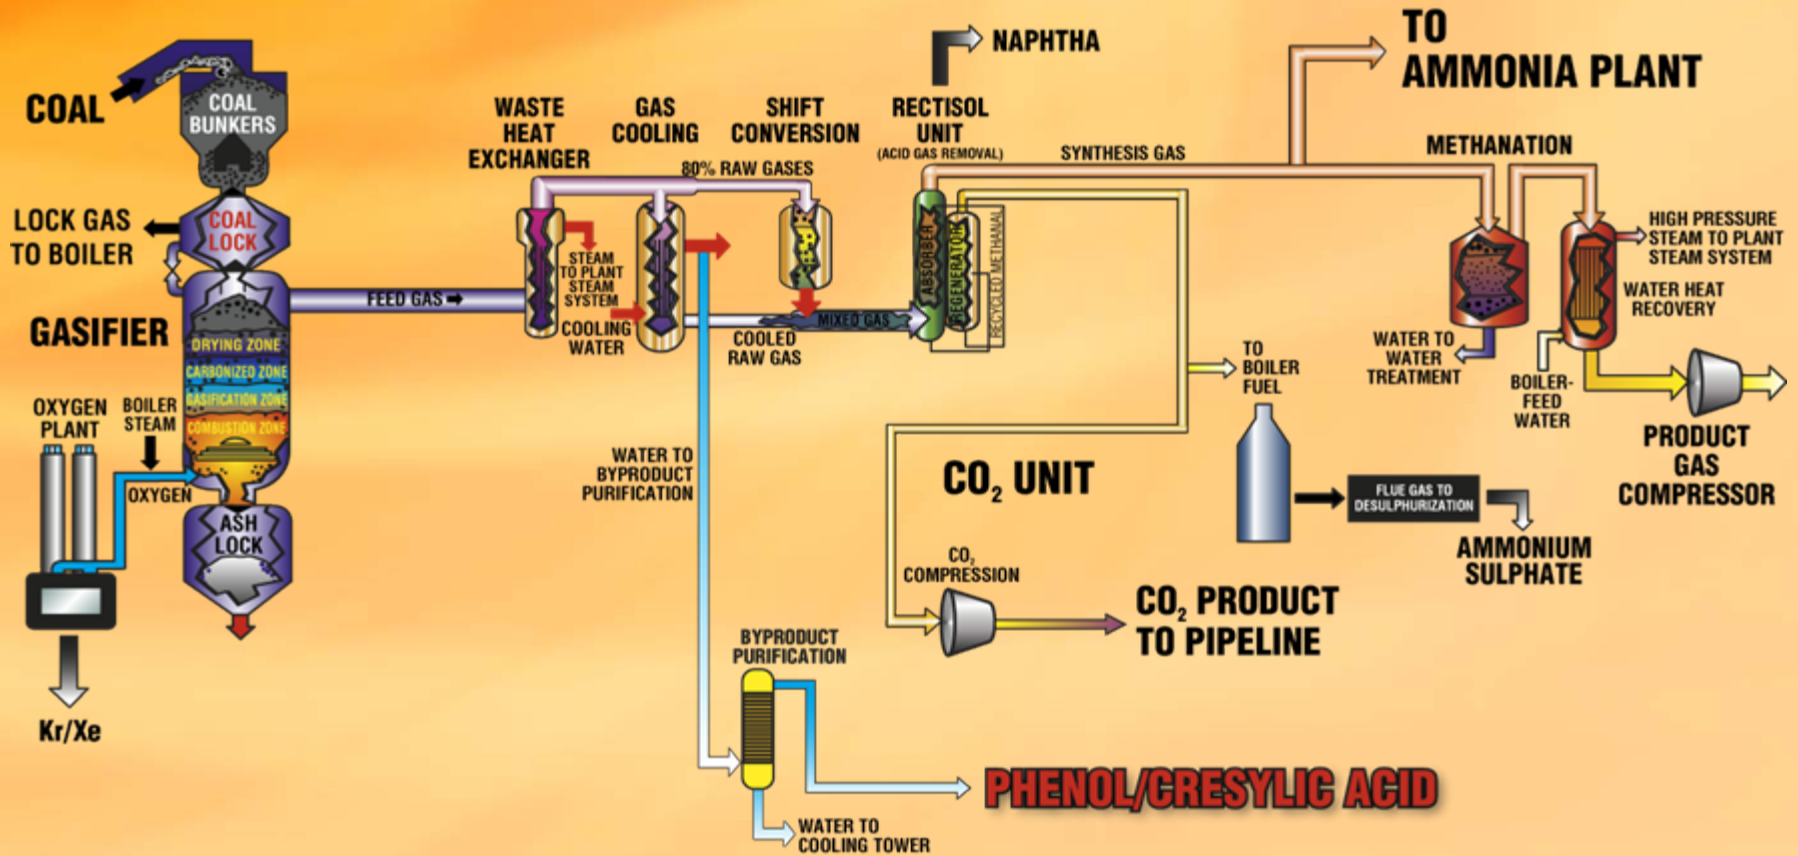 COAL
COAL
BUNKERS
LOCK GAS
TO BOILER
COAL
LOCK
GASIFIER
DRYING ZONE
CARBONIZED ZONE
GASIFICATION ZONE
COMBUSTION ZONE
OXYGEN
PLANT
BOILER
STEAM
OXYGEN
ASH
LOCK
Kr/Xe
FEED GAS
WASTE
HEAT
EXCHANGER
STEAM
TO PLANT
STEAM
SYSTEM
GAS
COOLING
COOLING
WATER
80% RAW GASES
SHIFT
CONVERSION
COOLED
RAW GAS
MIXED GAS
NAPHTHA
RECTISOL
UNIT
(ACID GAS REMOVAL)
ABSORBER
REGENERATOR
RECYCLED METHANAL
SYNTHESIS GAS
TO
AMMONIA PLANT
METHANATION
HIGH PRESSURE
STEAM TO PLANT
STEAM SYSTEM
WATER HEAT
RECOVERY
WATER TO
WATER
TREATMENT
BOILER-
FEED
WATER
PRODUCT
GAS
COMPRESSOR
TO
BOILER
FUEL
FLUE GAS TO
DESULPHURIZATION
AMMONIUM
SULPHATE
CO₂ UNIT
CO₂
COMPRESSION
CO₂ PRODUCT
TO PIPELINE
WATER TO
BYPRODUCT
PURIFICATION
BYPRODUCT
PURIFICATION
PHENOL/CRESYLIC ACID
WATER TO
COOLING TOWER